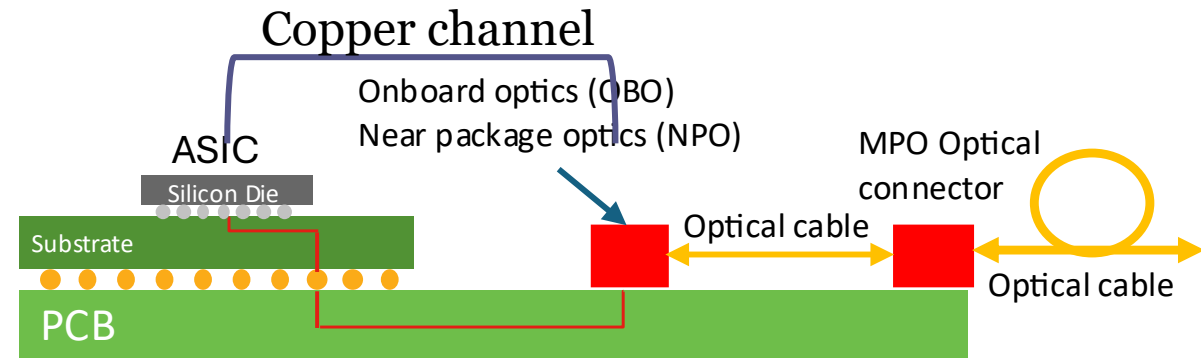 Copper channel
Onboard optics (OBO)
Near package optics (NPO)
ASIC
Silicon Die
Substrate
PCB
Optical cable
MPO Optical
connector
Optical cable